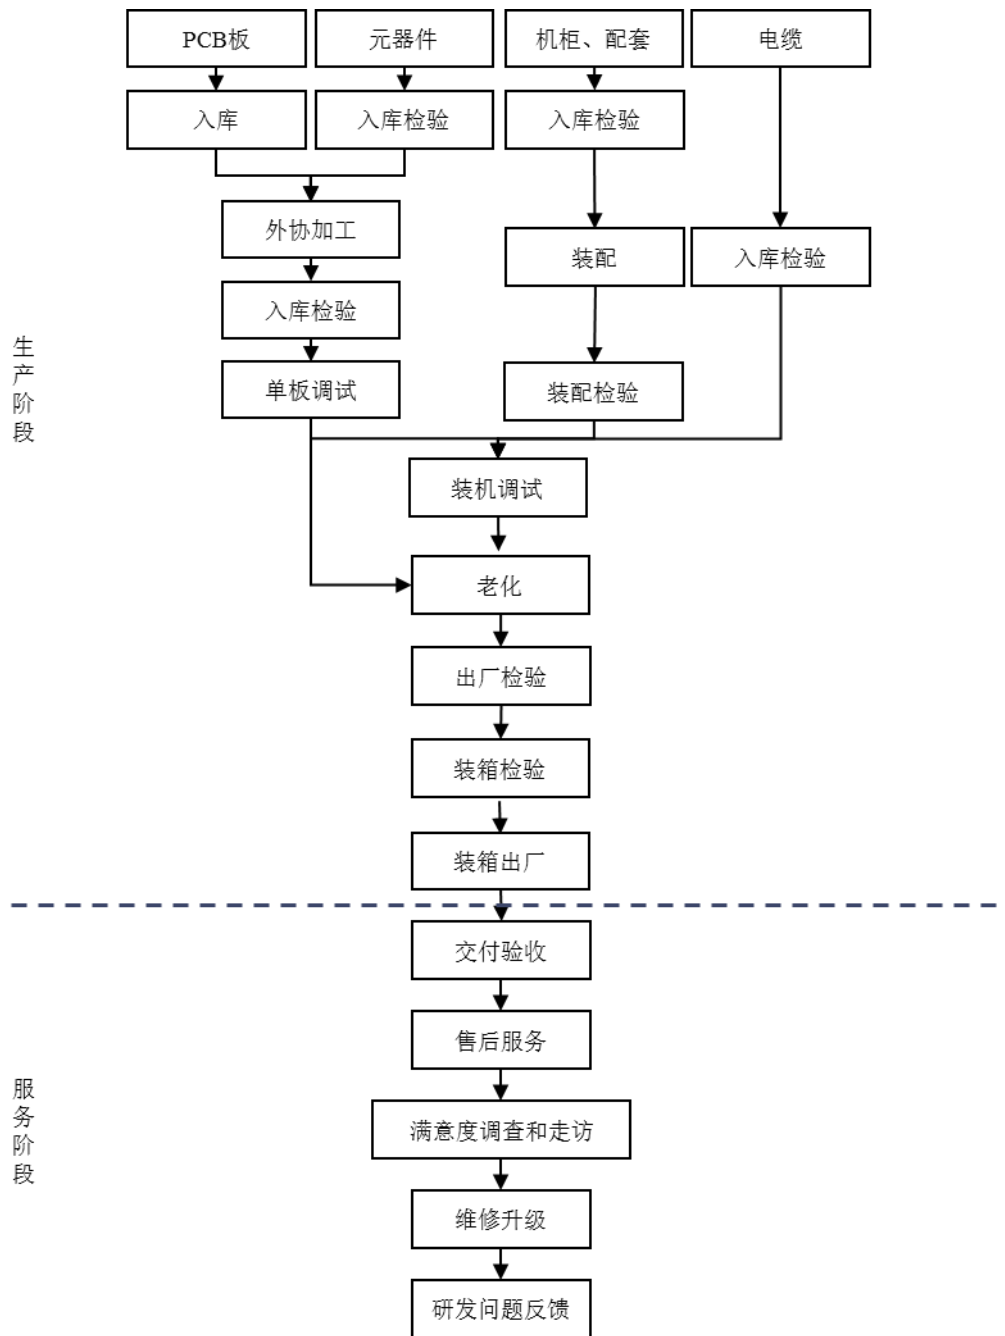 PCB板
元器件
机柜、配套
电缆
入库
入库检验
入库检验
外协加工
装配
入库检验
入库检验
单板调试
装配检验
生产阶段
装机调试
老化
出厂检验
装箱检验
装箱出厂
交付验收
售后服务
服务阶段
满意度调查和走访
维修升级
研发问题反馈